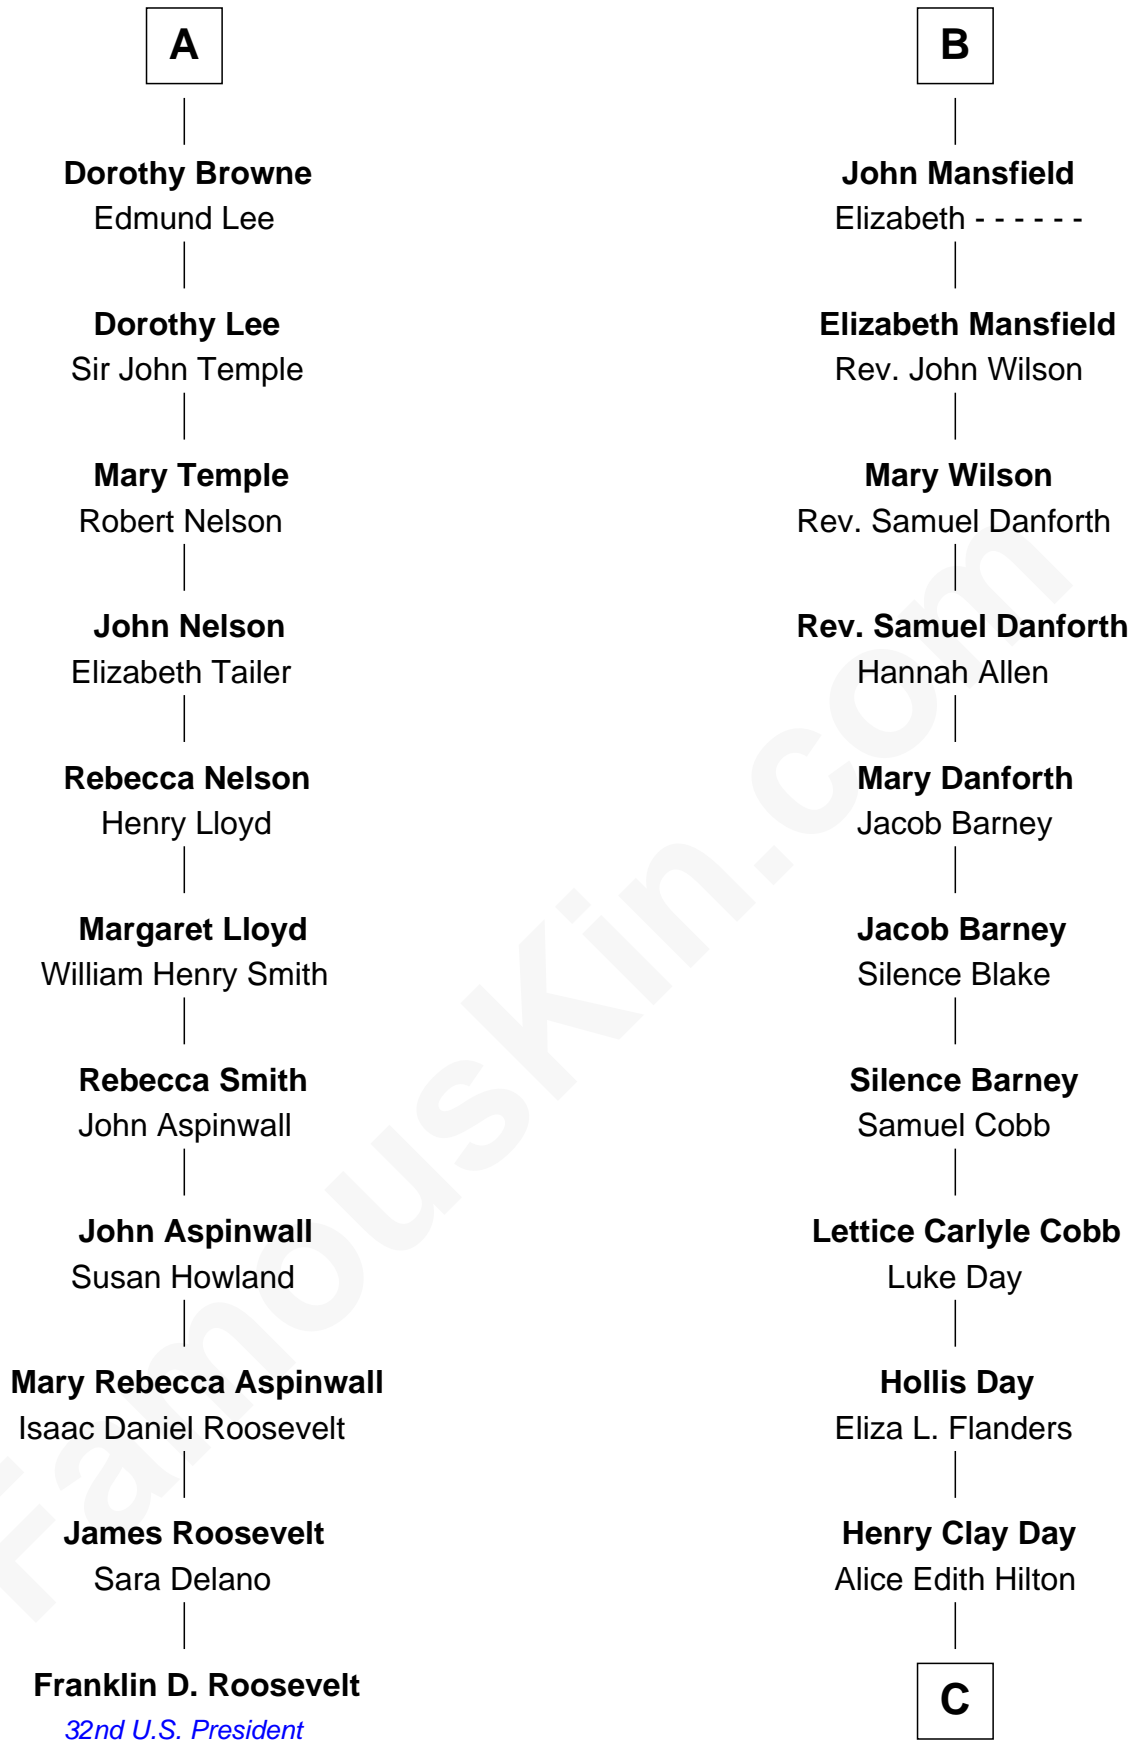 A
Dorothy Browne
Edmund Lee
Dorothy Lee
Sir John Temple
Mary Temple
Robert Nelson
John Nelson
Elizabeth Tailer
Rebecca Nelson
Henry Lloyd
Margaret Lloyd
William Henry Smith
Rebecca Smith
John Aspinwall
John Aspinwall
Susan Howland
Mary Rebecca Aspinwall
Isaac Daniel Roosevelt
James Roosevelt
Sara Delano
Franklin D. Roosevelt
32nd U.S. President
B
John Mansfield
Elizabeth - - - - - -
Elizabeth Mansfield
Rev. John Wilson
Mary Wilson
Rev. Samuel Danforth
Rev. Samuel Danforth
Hannah Allen
Mary Danforth
Jacob Barney
Jacob Barney
Silence Blake
Silence Barney
Samuel Cobb
Lettice Carlyle Cobb
Luke Day
Hollis Day
Eliza L. Flanders
Henry Clay Day
Alice Edith Hilton
C
FamousKin.com